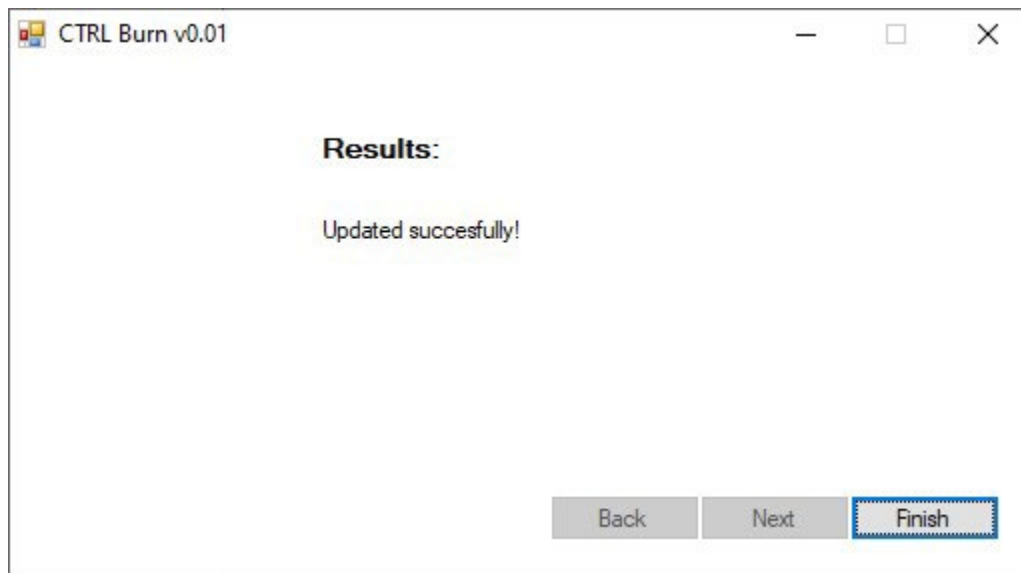 CTRL Burn v0.01
Results:
Updated succesfully!
Back Next Finish